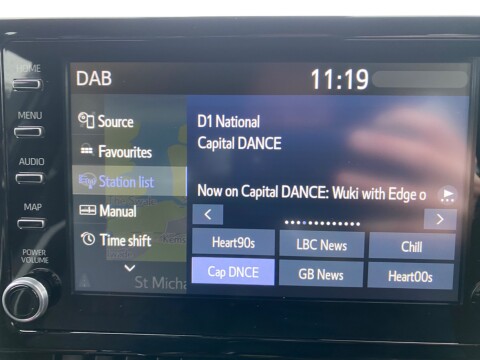 HOME
MENU
AUDIO
MAP
POWER
VOLUME
DAB
11:19
Source
Favourites
Station list
Manual
Time shift
St Micha
D1 National
Capital DANCE
Now on Capital DANCE: Wuki with Edge o
Heart90s
LBC News
Chill
Cap DNCE
GB News
Heart00s